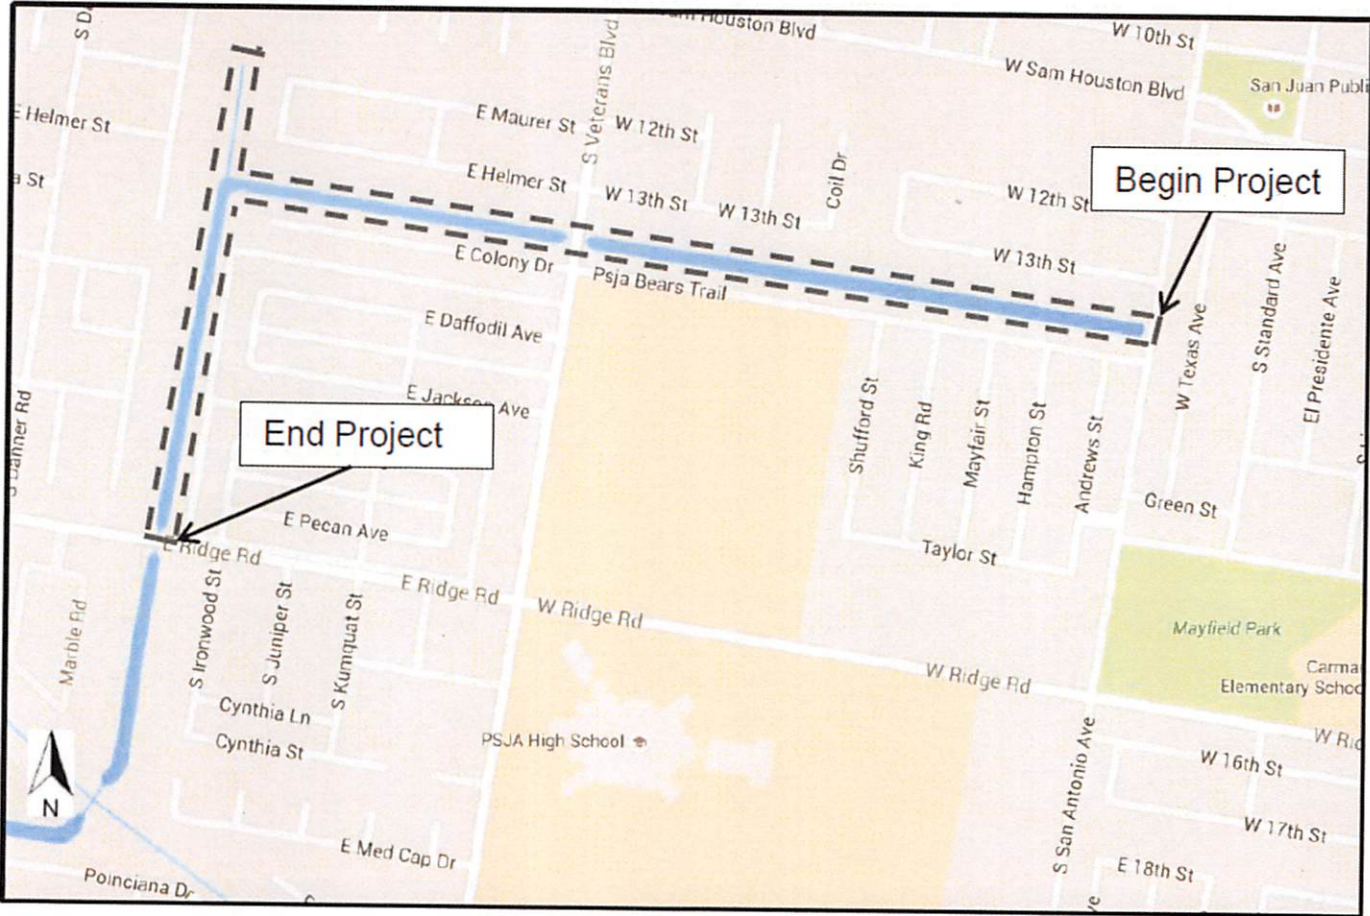 Houston Blvd
W 10th St
W Sam Houston Blvd
San Juan Publi
E Helmer St
E Maurer St
S Veterans Blvd
W 12th St
a St
E Helmer St
W 13th St
W 13th St
Coil Dr
W 12th St
Begin Project
W 13th St
E Colony Dr
Psja Bears Trail
E Daffodil Ave
W Texas Ave
S Standard Ave
El Presidente Ave
E Jackson Ave
End Project
Shufford St
King Rd
Mayfair St
Hampton St
Andrews St
Green St
E Pecan Ave
E Ridge Rd
Taylor St
E Ridge Rd
W Ridge Rd
Mayfield Park
Marble Rd
S Ironwood St
S Juniper St
S Kumquat St
W Ridge Rd
Carma
Elementary Schoo
Cynthia Ln
Cynthia St
PSJA High School
W Rid
W 16th St
N
S San Antonio Ave
W 17th St
E Med Cap Dr
E 18th St
Poinciana Dr